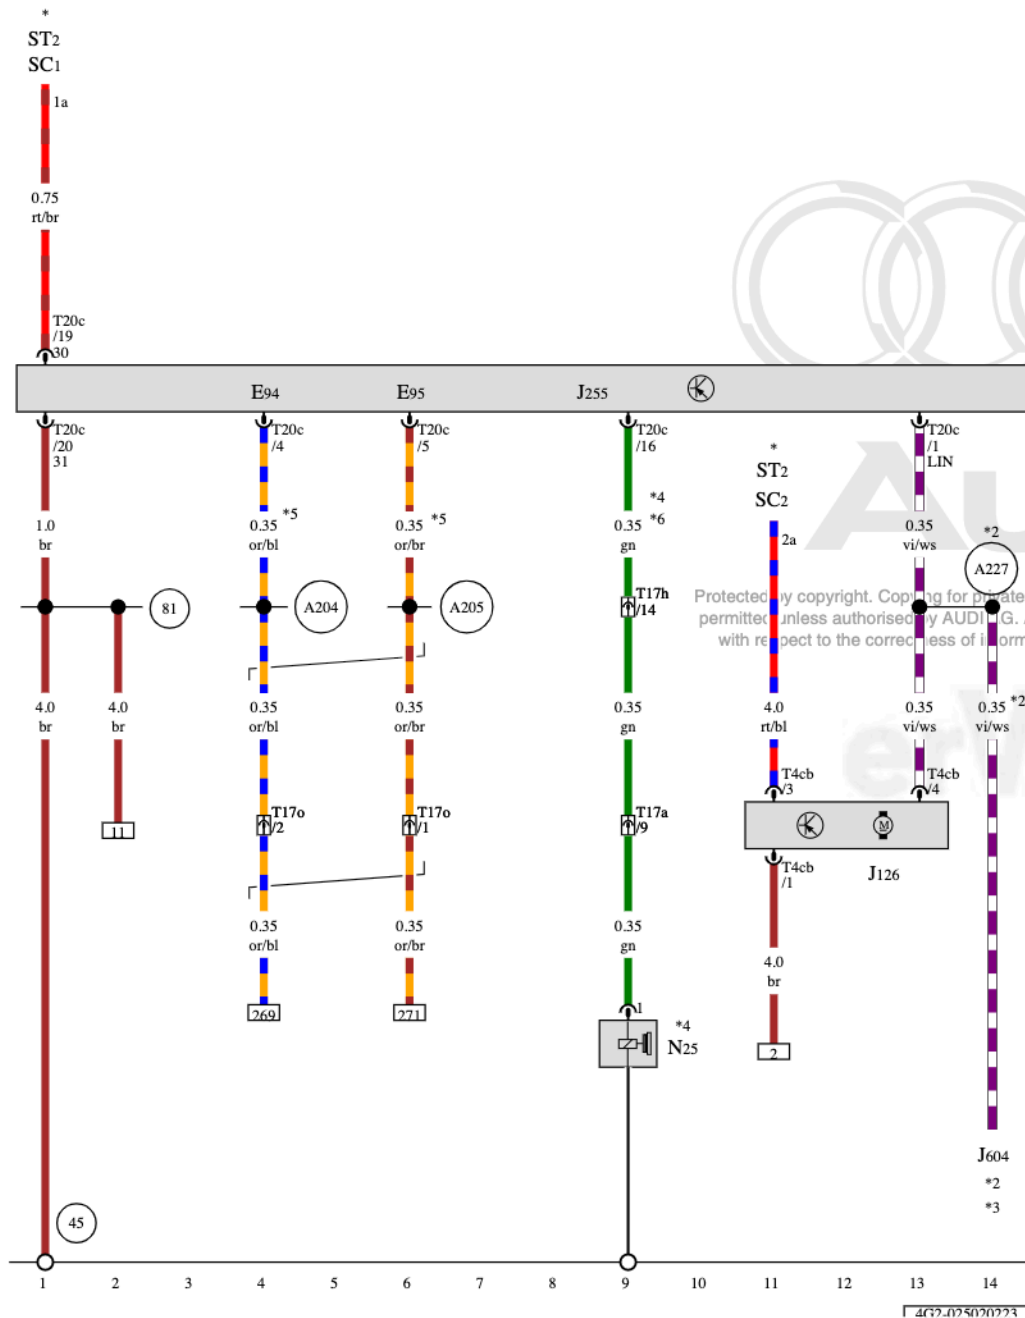 *
ST2
SC1
1a
0.75
rt/br
T20c
/19
30
E94 E95 J255
T20c T20c T20c T20c T20c
/20 /4 /5 /16 /1
31 LIN
*
ST2
SC2
*4
*5 *5 *6
1.0 0.35 0.35 0.35 0.35
br or/bl or/br gn vi/ws
2a
*2
A227
81 A204 A205
T17h
/14
Protected by copyright. Copying for private
permitted unless authorised by AUDI AG.
with respect to the correctness of
4.0 4.0 0.35 0.35 0.35 4.0 0.35 0.35 *2
br br or/bl or/br gn rt/bl vi/ws vi/ws
T4cb T4cb
/3 /4
T17o T17o T17a
/2 /1 /9
11
M
J126
T4cb
/1
0.35 0.35 0.35
or/bl or/br gn
4.0
br
269 271
1
*4
N25
2
J604
*2
*3
45
1 2 3 4 5 6 7 8 9 10 11 12 13 14
4G2-025020223